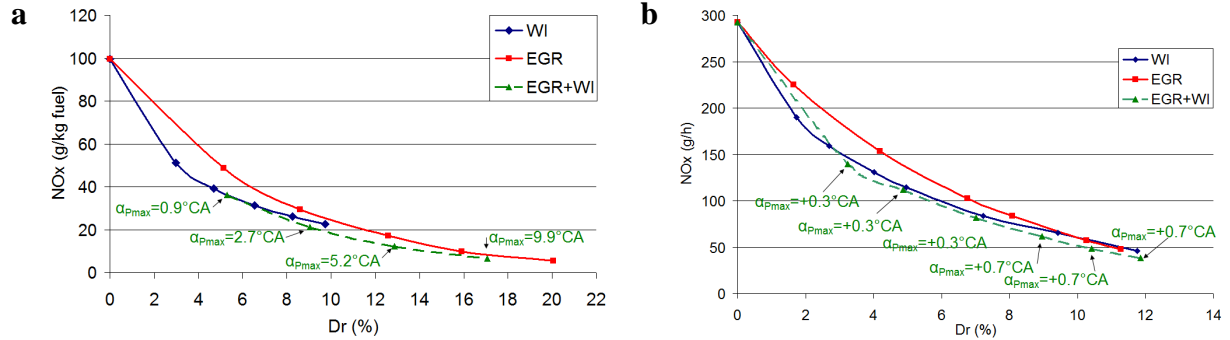 a
NOx (g/kg fuel)
120
100
80
60
40
20
0
0 2 4 6 8 10 12 14 16 18 20 22
Dr (%)
WI
EGR
EGR+WI
αPmax=0.9°CA
αPmax=2.7°CA
αPmax=5.2°CA
αPmax=9.9°CA
b
NOx (g/h)
300
250
200
150
100
50
0
0 2 4 6 8 10 12 14
Dr (%)
WI
EGR
EGR+WI
αPmax=+0.3°CA
αPmax=+0.3°CA
αPmax=+0.3°CA
αPmax=+0.7°CA
αPmax=+0.7°CA
αPmax=+0.7°CA